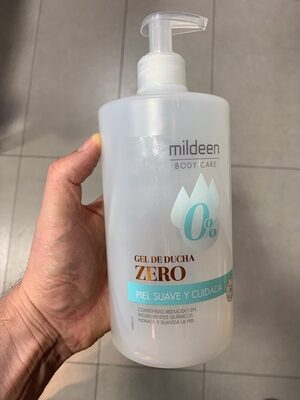 mildeen
BODY CARE
0%
GEL DE DUCHA
ZERO
PIEL SUAVE Y CUIDADA
CONTENIDO REDUCIDO EN
INGREDIENTES QUÍMICOS.
HIDRATA Y SUAVIZA LA PIEL.